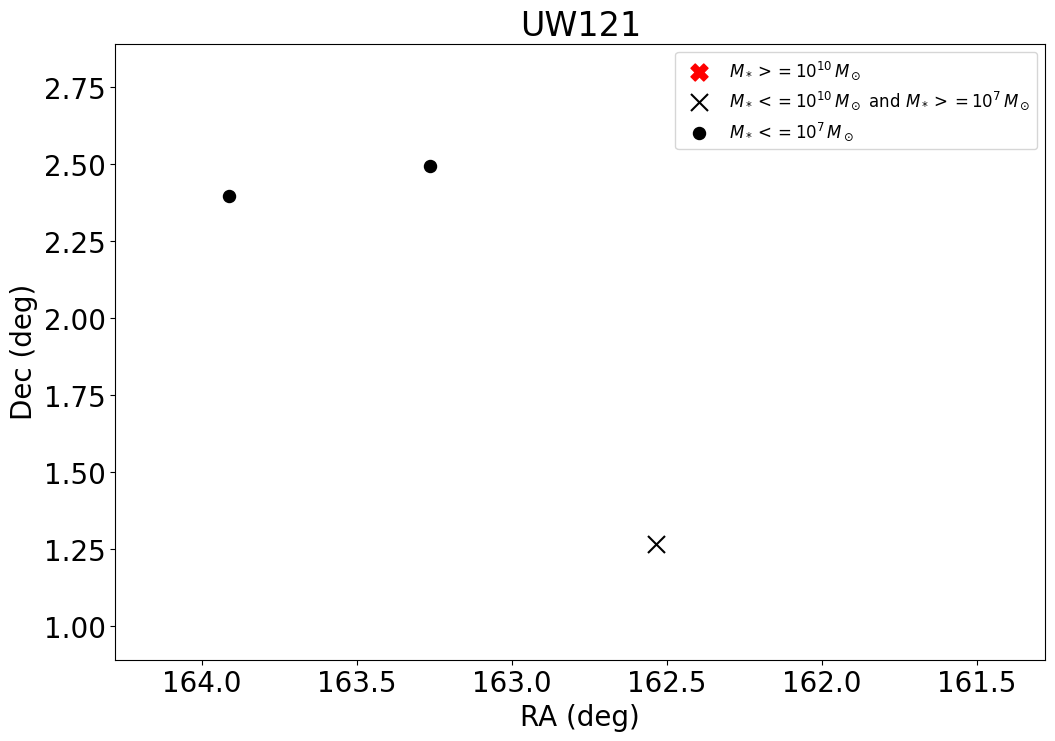 UW121
M* >= 10^10 M⊙
M* <= 10^10 M⊙ and M* >= 10^7 M⊙
M* <= 10^7 M⊙
2.75
2.50
2.25
2.00
1.75
1.50
1.25
1.00
Dec (deg)
164.0 163.5 163.0 162.5 162.0 161.5
RA (deg)